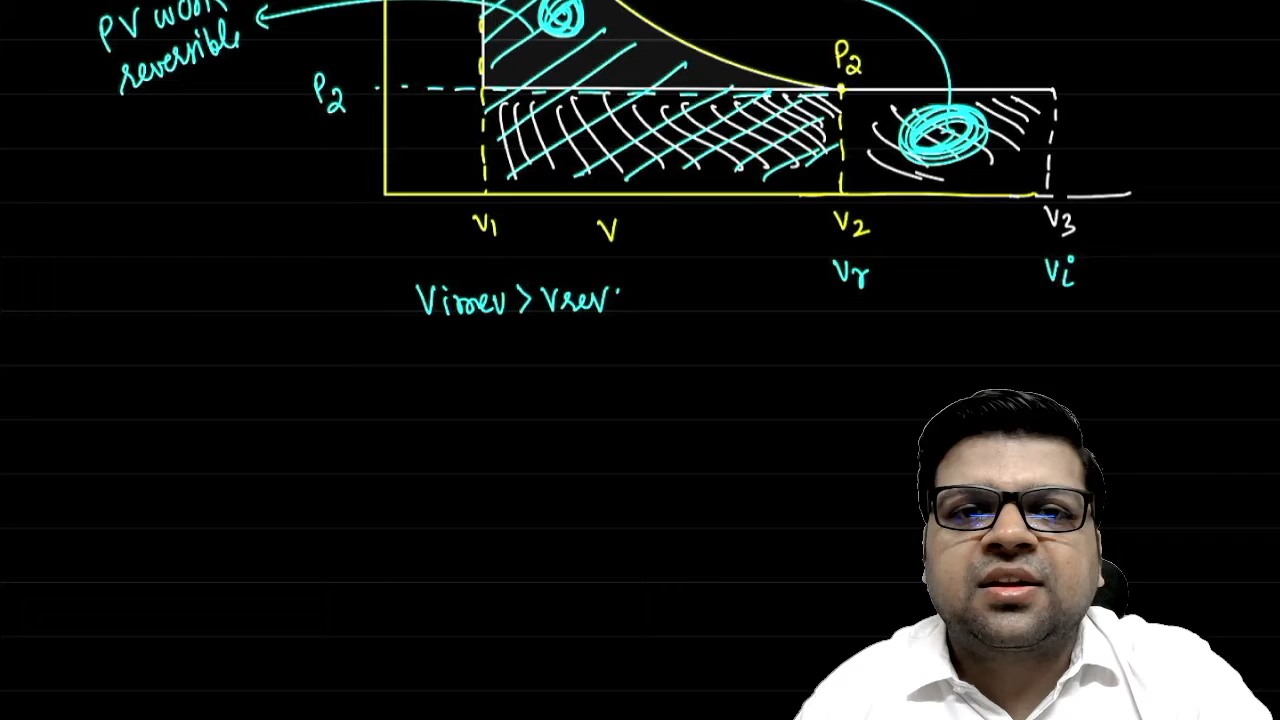 PV work
reversible
P2
P2
V1
V
V2
V3
Vr
Vi
Virrev > Vrev.